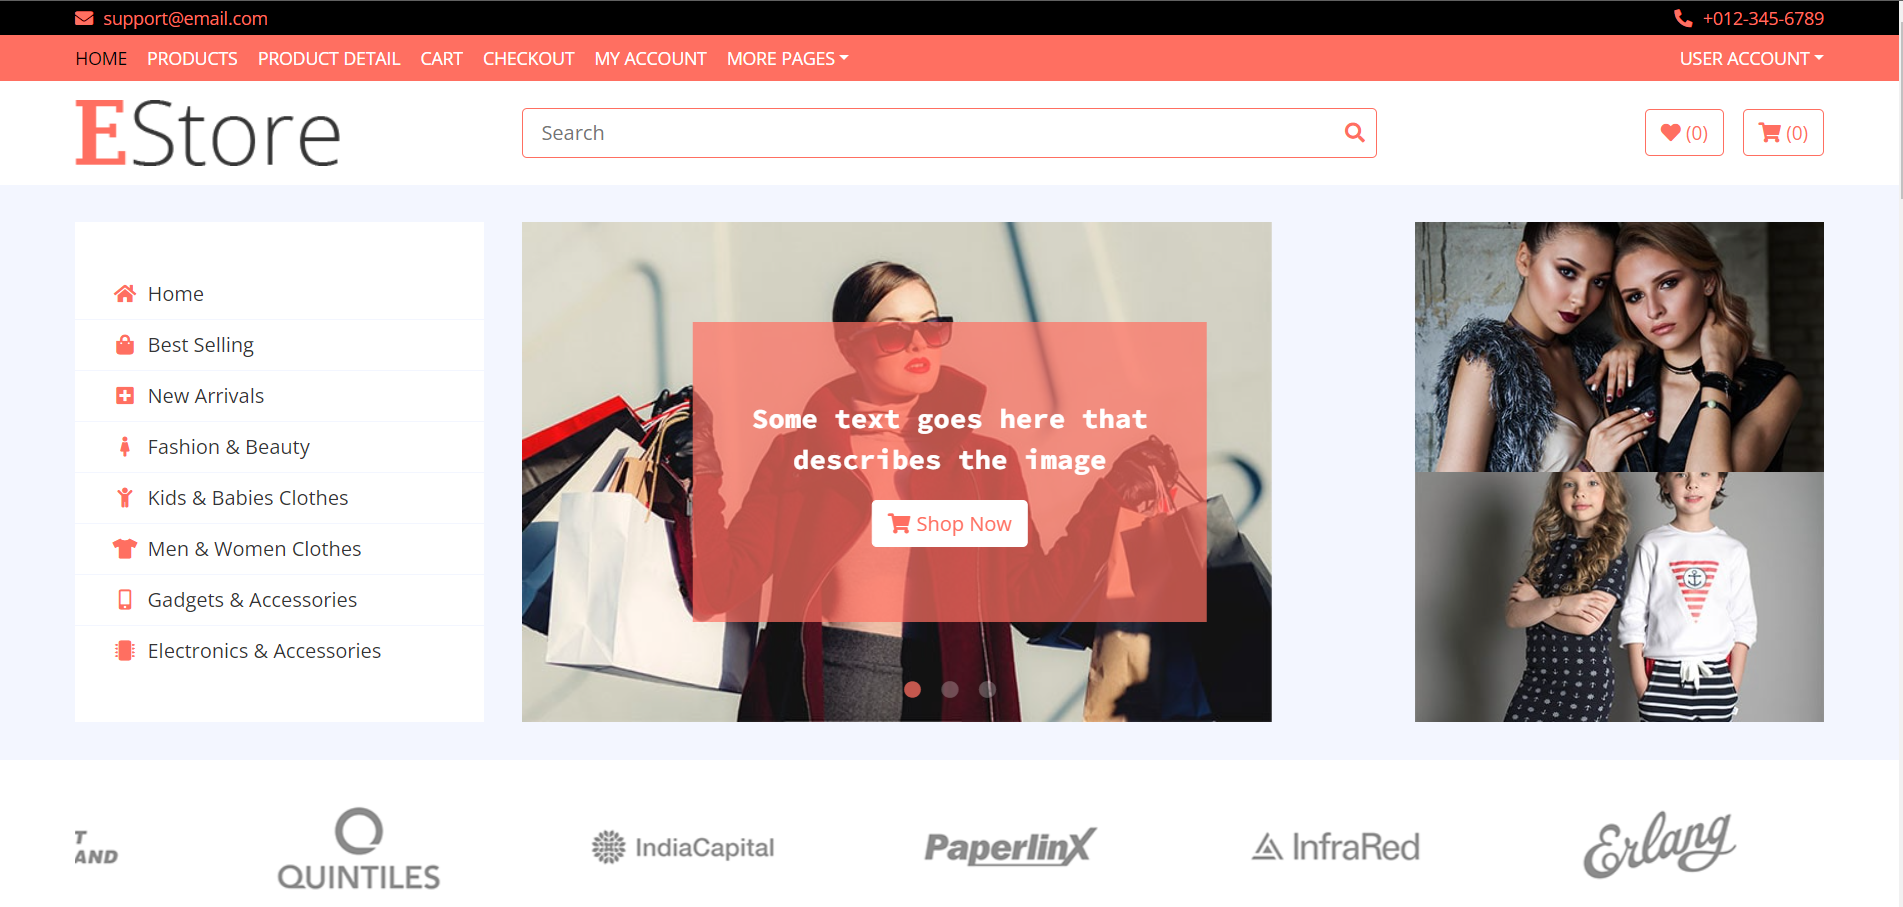 support@email.com
+012-345-6789
HOME PRODUCTS PRODUCT DETAIL CART CHECKOUT MY ACCOUNT MORE PAGES
USER ACCOUNT
EStore
Search
(0)
(0)
Home
Best Selling
New Arrivals
Fashion & Beauty
Kids & Babies Clothes
Men & Women Clothes
Gadgets & Accessories
Electronics & Accessories
Some text goes here that
describes the image
Shop Now
T
AND
QUINTILES
IndiaCapital
PaperlinX
InfraRed
Erlang